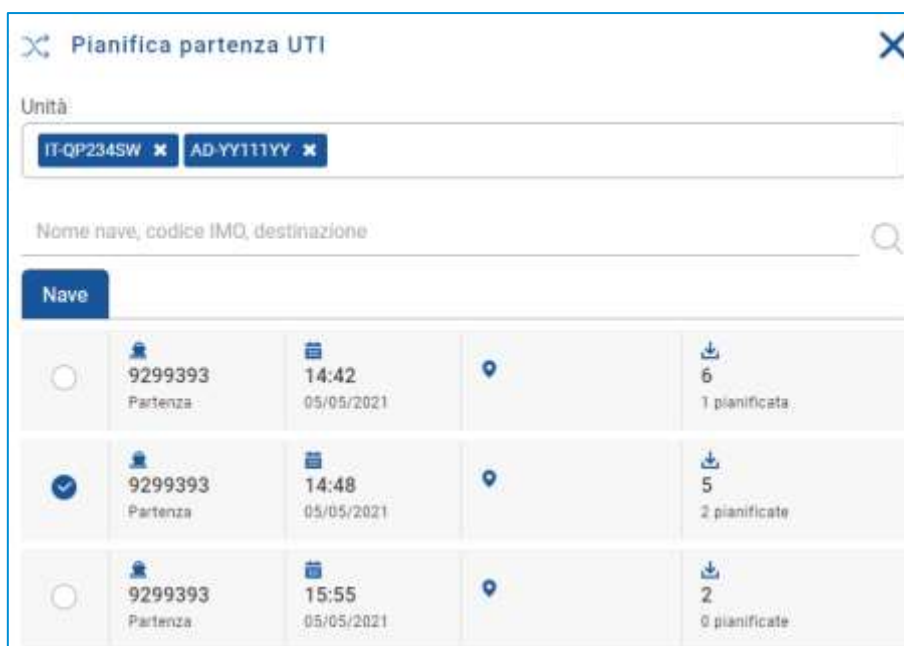 Pianifica partenza UTI
Unità
IT-QP234SW AD-YY111YY
Nome nave, codice IMO, destinazione
Nave
9299393 14:42 6
Partenza 05/05/2021 1 pianificata
9299393 14:48 5
Partenza 05/05/2021 2 pianificate
9299393 15:55 2
Partenza 05/05/2021 0 pianificate